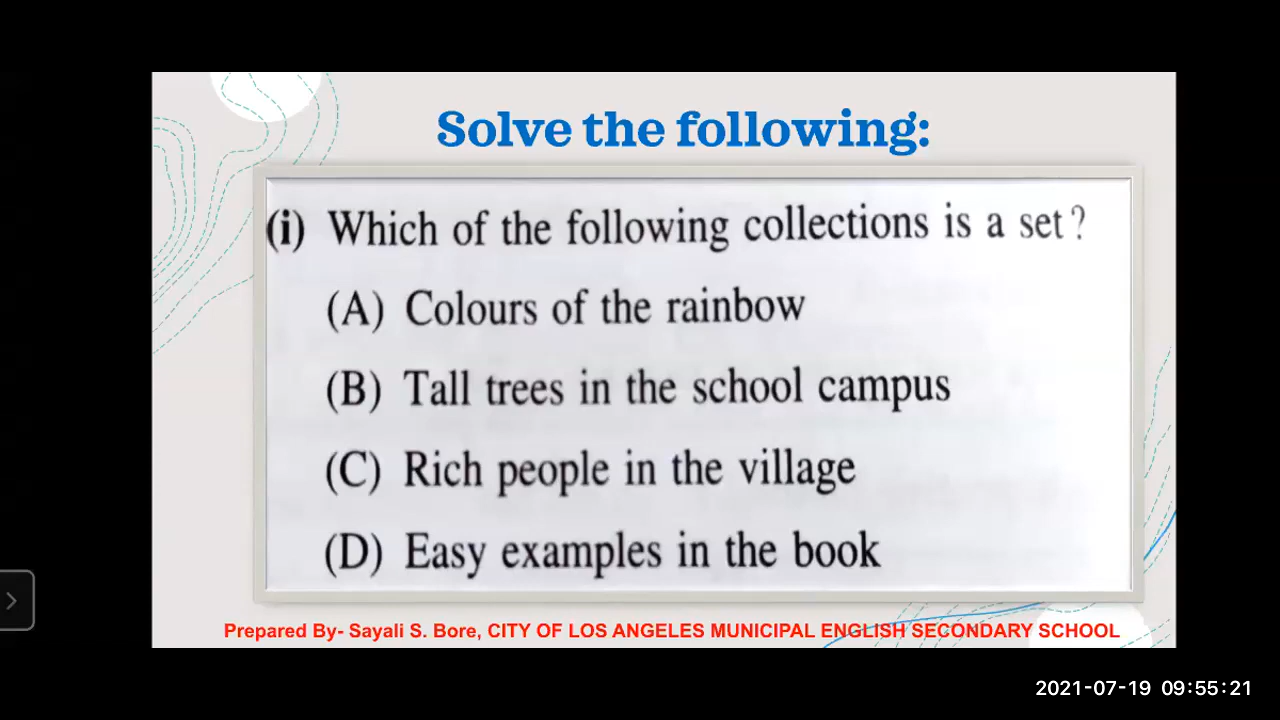 Solve the following:
(i) Which of the following collections is a set?
(A) Colours of the rainbow
(B) Tall trees in the school campus
(C) Rich people in the village
(D) Easy examples in the book
Prepared By- Sayali S. Bore, CITY OF LOS ANGELES MUNICIPAL ENGLISH SECONDARY SCHOOL
2021-07-19 09:55:21